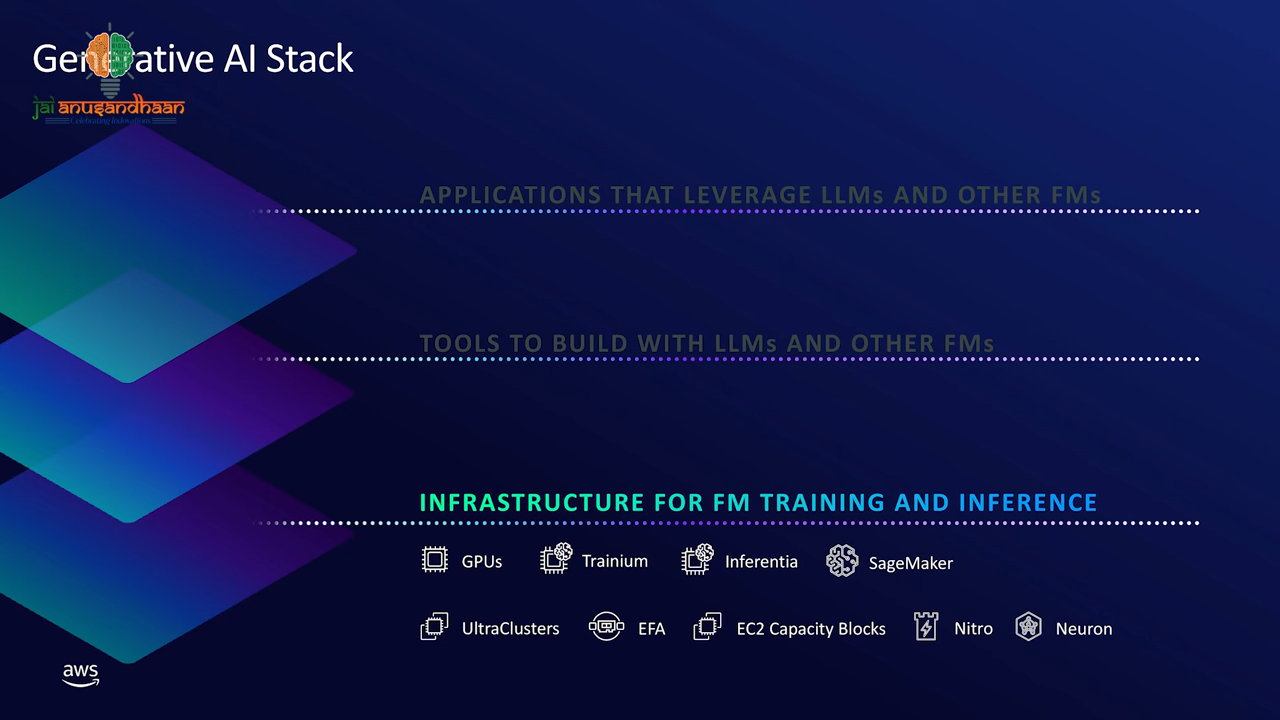 Generative AI Stack
jai anusandhaan
Celebrating Innovations
APPLICATIONS THAT LEVERAGE LLMs AND OTHER FMs
TOOLS TO BUILD WITH LLMs AND OTHER FMs
INFRASTRUCTURE FOR FM TRAINING AND INFERENCE
GPUs Trainium Inferentia SageMaker
UltraClusters EFA EC2 Capacity Blocks Nitro Neuron
aws